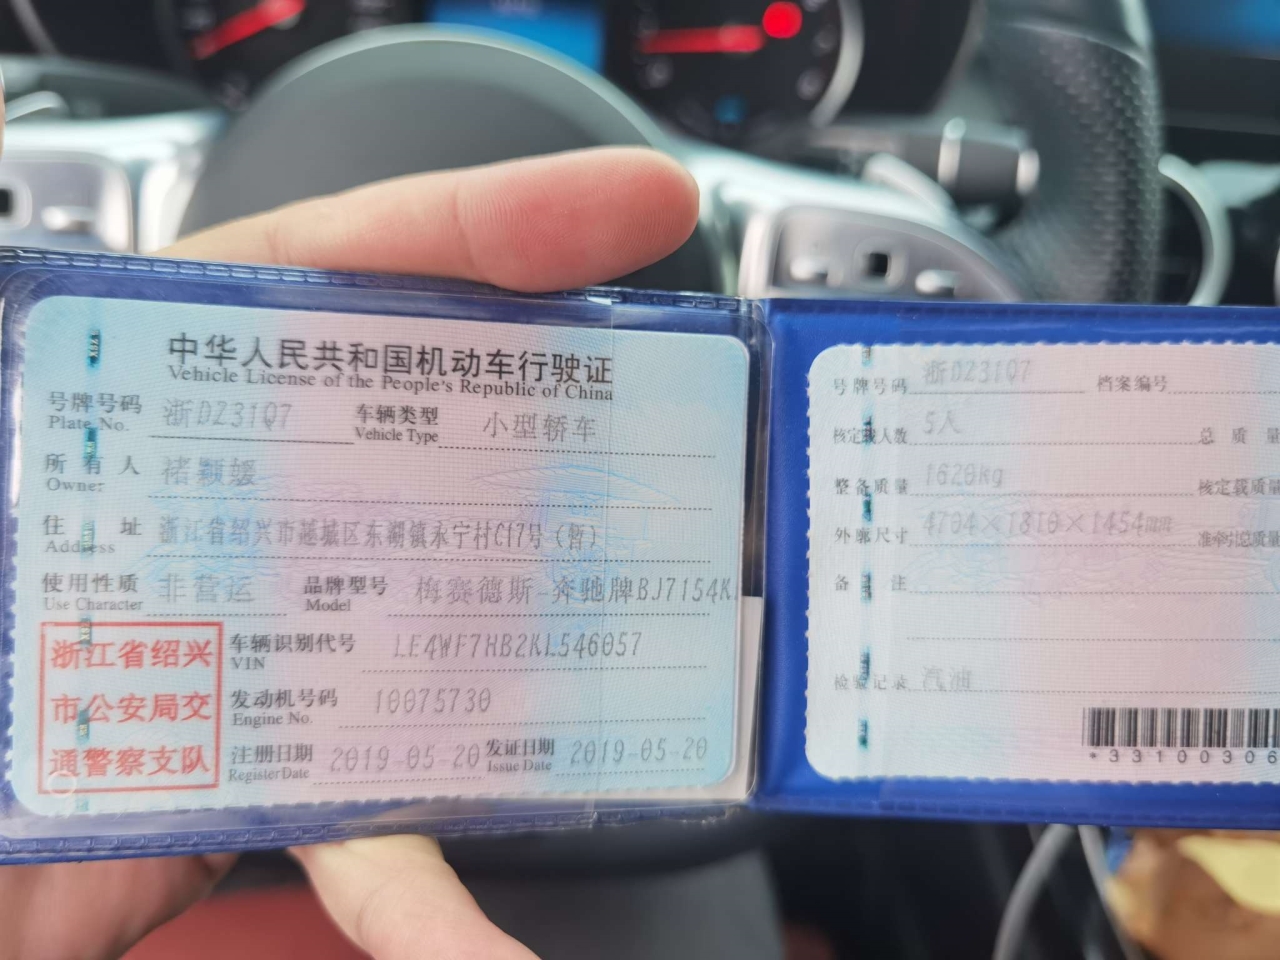 中华人民共和国机动车行驶证
Vehicle License of the People's Republic of China
号牌号码 浙DZ31Q7 车辆类型 小型轿车
Plate No. Vehicle Type
所有人 褚颖媛
Owner
住址 浙江省绍兴市越城区东湖镇永宁村C17号（暂）
Address
使用性质 非营运 品牌型号 梅赛德斯-奔驰牌BJ7154K
Use Character Model
浙江省绍兴
市公安局交
通警察支队
车辆识别代号 LE4WF7HB2KL546057
VIN
发动机号码 10075730
Engine No.
注册日期 2019-05-20 发证日期 2019-05-20
Register Date Issue Date
号牌号码 浙DZ31Q7 档案编号
核定载人数 5人 总质量
整备质量 1620kg 核定载质量
外廓尺寸 4704×1810×1454mm 准牵引总质量
备注
检验记录 汽油
*33100306